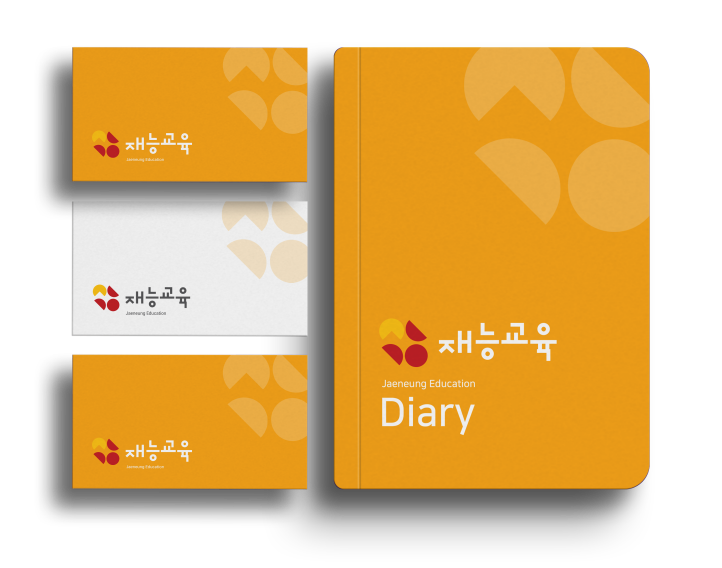 재능교육
Jaeneung Education
재능교육
Jaeneung Education
재능교육
Jaeneung Education
재능교육
Jaeneung Education
Diary